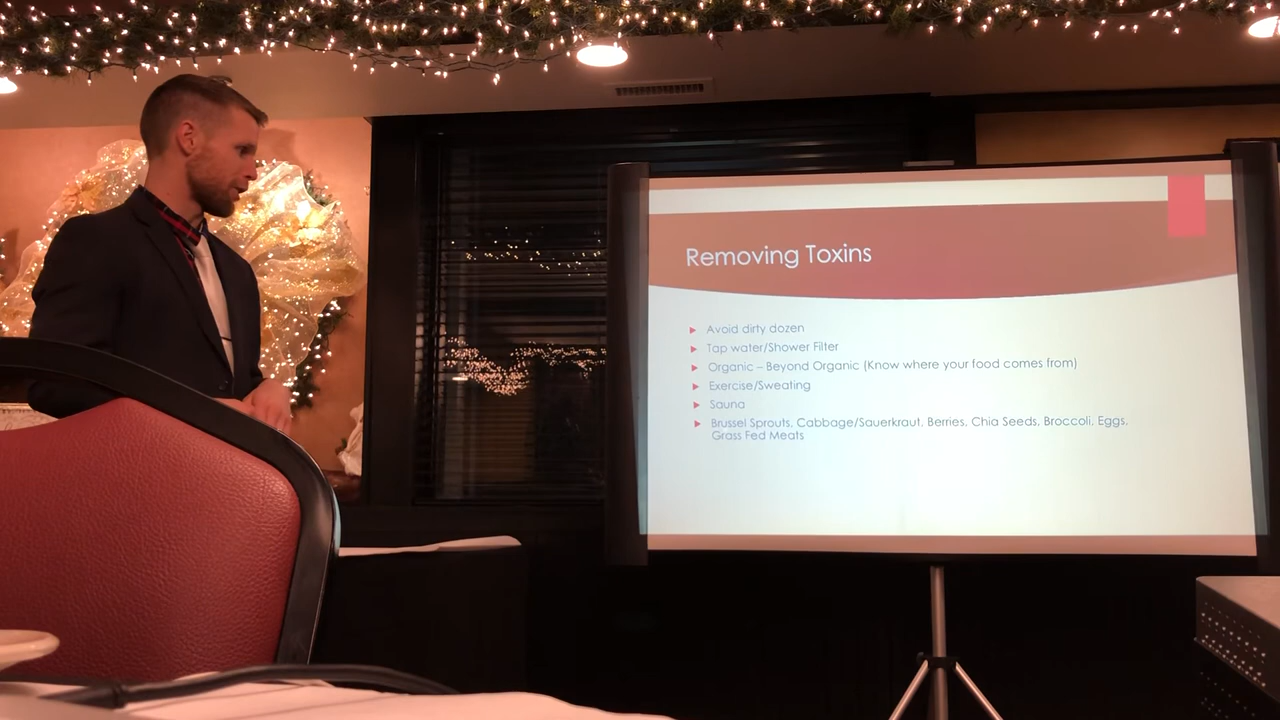 Removing Toxins
Avoid dirty dozen
Tap water/Shower Filter
Organic – Beyond Organic (Know where your food comes from)
Exercise/Sweating
Sauna
Brussel Sprouts, Cabbage/Sauerkraut, Berries, Chia Seeds, Broccoli, Eggs,
Grass Fed Meats